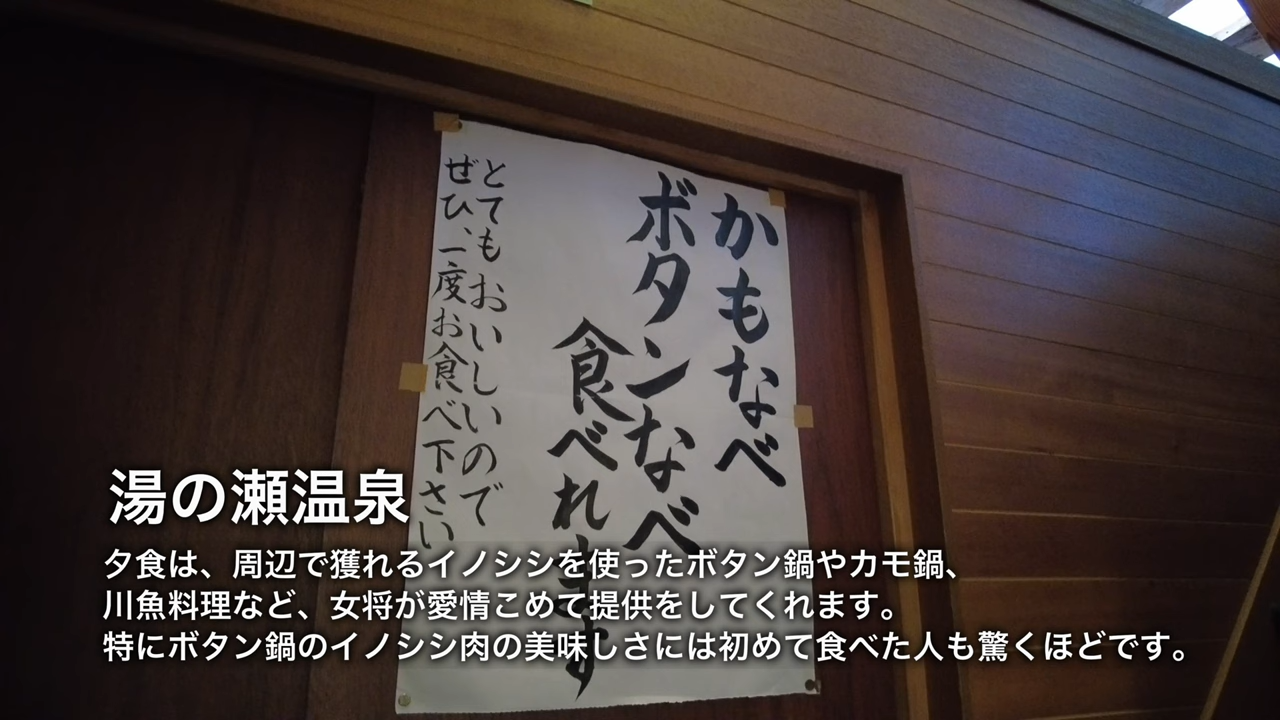 かもなべ
ボタンなべ
食べれます
とてもおいしいので
ぜひ、一度お食べ下さい
湯の瀬温泉
夕食は、周辺で獲れるイノシシを使ったボタン鍋やカモ鍋、
川魚料理など、女将が愛情こめて提供をしてくれます。
特にボタン鍋のイノシシ肉の美味しさには初めて食べた人も驚くほどです。